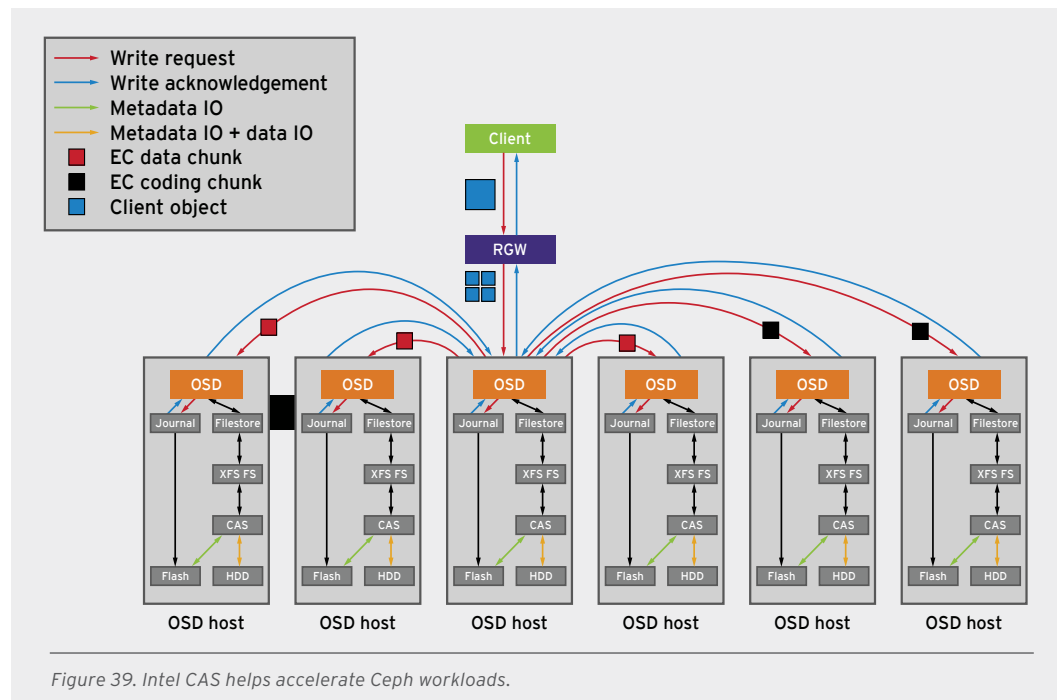 Write request
Write acknowledgement
Metadata IO
Metadata IO + data IO
EC data chunk
EC coding chunk
Client object
Client
RGW
OSD OSD OSD OSD OSD OSD
Journal Filestore Journal Filestore Journal Filestore Journal Filestore Journal Filestore Journal Filestore
XFS FS XFS FS XFS FS XFS FS XFS FS XFS FS
CAS CAS CAS CAS CAS CAS
Flash HDD Flash HDD Flash HDD Flash HDD Flash HDD Flash HDD
OSD host OSD host OSD host OSD host OSD host OSD host
Figure 39. Intel CAS helps accelerate Ceph workloads.